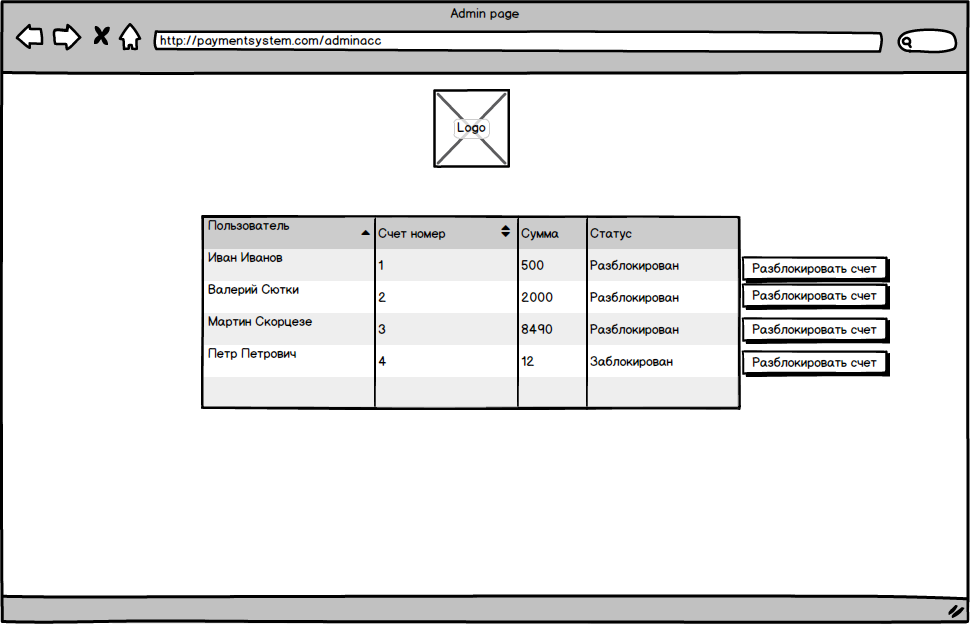 Admin page
http://paymentsystem.com/adminacc
Logo
Пользователь Счет номер Сумма Статус
Иван Иванов 1 500 Разблокирован Разблокировать счет
Валерий Сютки 2 2000 Разблокирован Разблокировать счет
Мартин Скорцезе 3 8490 Разблокирован Разблокировать счет
Петр Петрович 4 12 Заблокирован Разблокировать счет